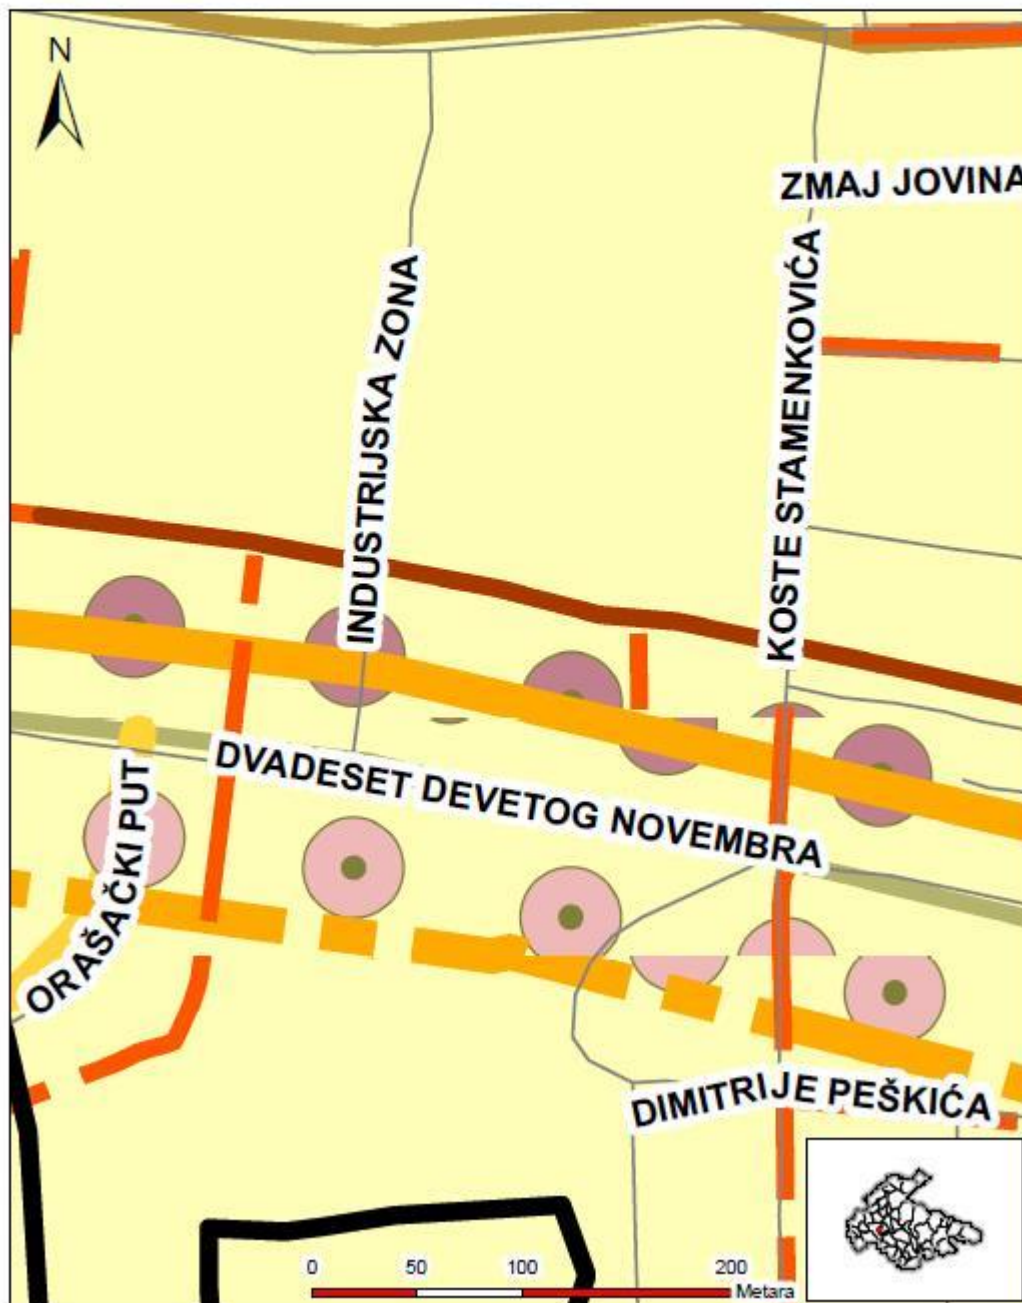 N
ZMAJ JOVINA
INDUSTRIJSKA ZONA
KOSTE STAMENKOVIĆA
DVADESET DEVETOG NOVEMBRA
ORAŠAČKI PUT
DIMITRIJE PEŠKIĆA
0 50 100 200
Metara